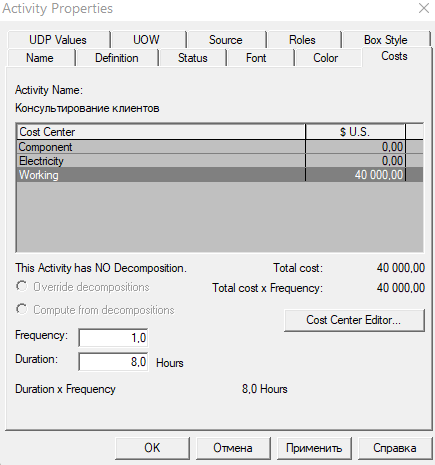 Activity Properties
UDP Values UOW Source Roles Box Style
Name Definition Status Font Color Costs
Activity Name:
Консультирование клиентов
Cost Center $ U.S.
Component 0,00
Electricity 0,00
Working 40 000,00
This Activity has NO Decomposition. Total cost: 40 000,00
Override decompositions Total cost x Frequency: 40 000,00
Compute from decompositions
Cost Center Editor...
Frequency: 1,0
Duration: 8,0 Hours
Duration x Frequency 8,0 Hours
OK Отмена Применить Справка